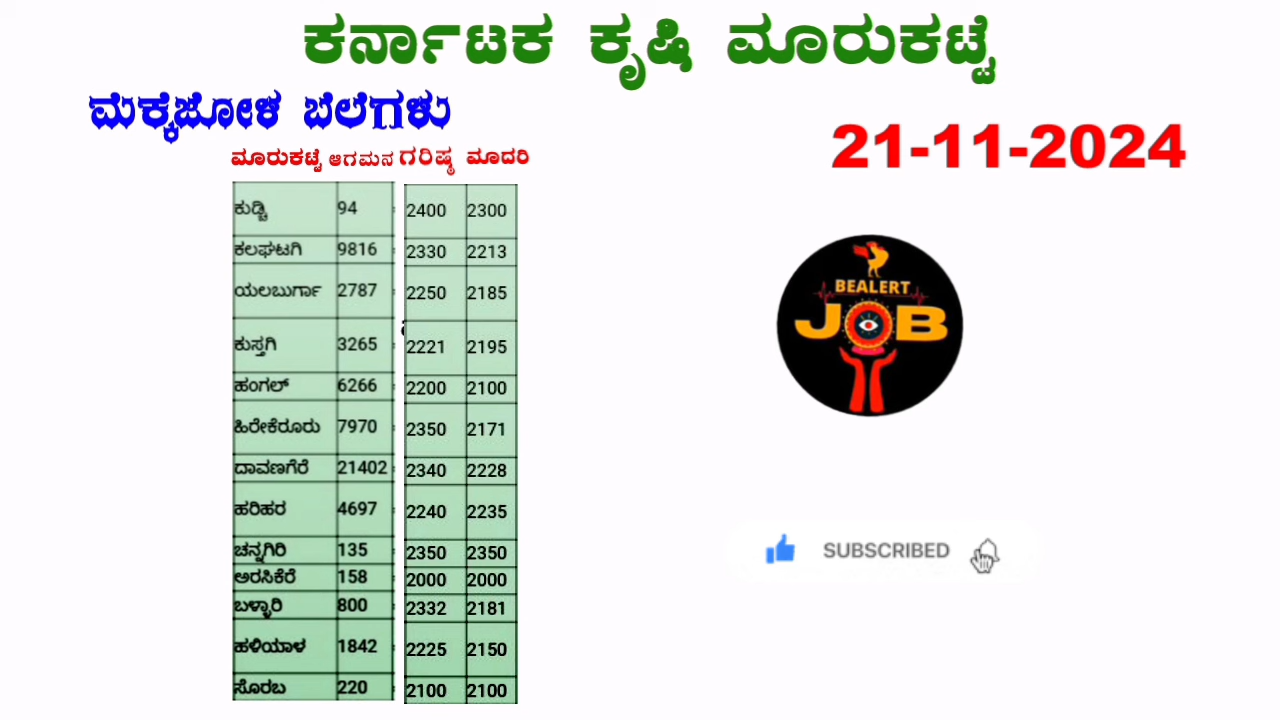 ಕರ್ನಾಟಕ ಕೃಷಿ ಮಾರುಕಟ್ಟೆ
ಮೆಕ್ಕೆಜೋಳ ಬೆಲೆಗಳು
21-11-2024
ಮಾರುಕಟ್ಟೆ ಆಗಮನ ಗರಿಷ್ಠ ಮಾದರಿ
ಕುಡ್ಚಿ 94 2400 2300
ಕಲಘಟಗಿ 9816 2330 2213
ಯಲಬುರ್ಗಾ 2787 2250 2185
ಕುಸ್ತಗಿ 3265 2221 2195
ಹಂಗಲ್ 6266 2200 2100
ಹಿರೇಕೆರೂರು 7970 2350 2171
ದಾವಣಗೆರೆ 21402 2340 2228
ಹರಿಹರ 4697 2240 2235
ಚನ್ನಗಿರಿ 135 2350 2350
ಅರಸಿಕೆರೆ 158 2000 2000
ಬಳ್ಳಾರಿ 800 2332 2181
ಹಳಿಯಾಳ 1842 2225 2150
ಸೊರಬ 220 2100 2100
BEALERT
JOB
SUBSCRIBED